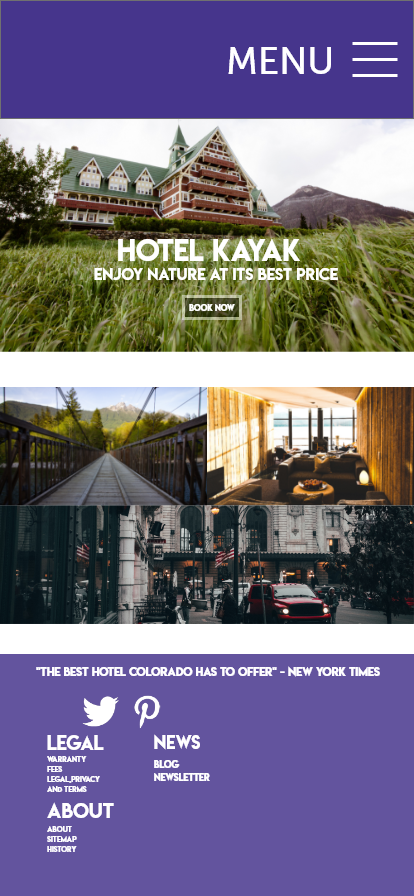 MENU
HOTEL KAYAK
ENJOY NATURE AT ITS BEST PRICE
BOOK NOW
"THE BEST HOTEL COLORADO HAS TO OFFER" - NEW YORK TIMES
LEGAL
WARRANTY
FEES
LEGAL,PRIVACY
AND TERMS
NEWS
BLOG
NEWSLETTER
ABOUT
ABOUT
SITEMAP
HISTORY